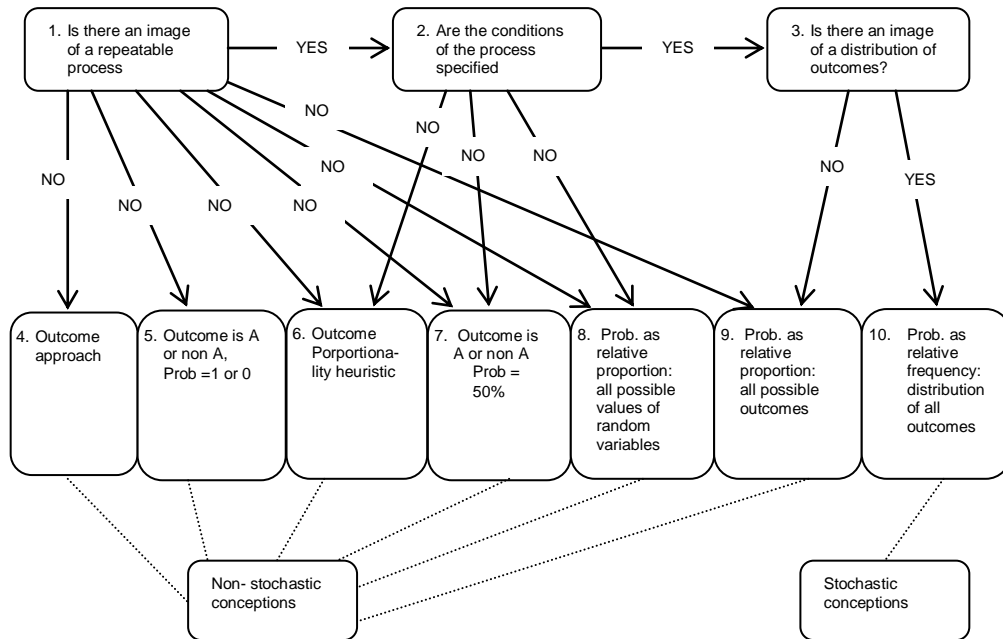 1. Is there an image
of a repeatable
process
YES
2. Are the conditions
of the process
specified
YES
3. Is there an image
of a distribution of
outcomes?
NO
NO
NO
NO
NO
NO
NO
NO
NO
NO
NO
YES
4. Outcome
approach
5. Outcome is A
or non A,
Prob =1 or 0
6. Outcome
Porportiona-
lity heuristic
7. Outcome is
A or non A
Prob =
50%
8. Prob. as
relative
proportion:
all possible
values of
random
variables
9. Prob. as
relative
proportion:
all possible
outcomes
10. Prob. as
relative
frequency:
distribution
of all
outcomes
Non- stochastic
conceptions
Stochastic
conceptions